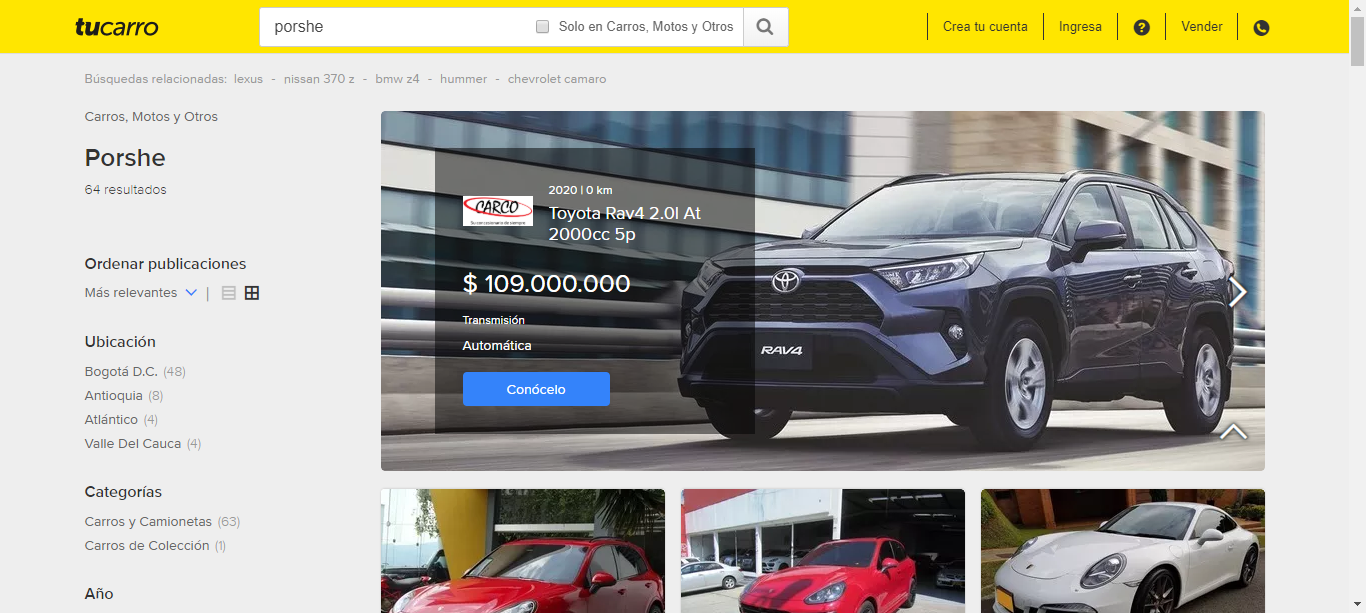 tucarro
porshe
Solo en Carros, Motos y Otros
Crea tu cuenta
Ingresa
?
Vender
Búsquedas relacionadas: lexus - nissan 370 z - bmw z4 - hummer - chevrolet camaro
Carros, Motos y Otros
Porshe
64 resultados
Ordenar publicaciones
Más relevantes |
Ubicación
Bogotá D.C. (48)
Antioquia (8)
Atlántico (4)
Valle Del Cauca (4)
Categorías
Carros y Camionetas (63)
Carros de Colección (1)
Año
CARCO
2020 | 0 km
Toyota Rav4 2.0l At
2000cc 5p
$ 109.000.000
Transmisión
Automática
Conócelo
RAV4